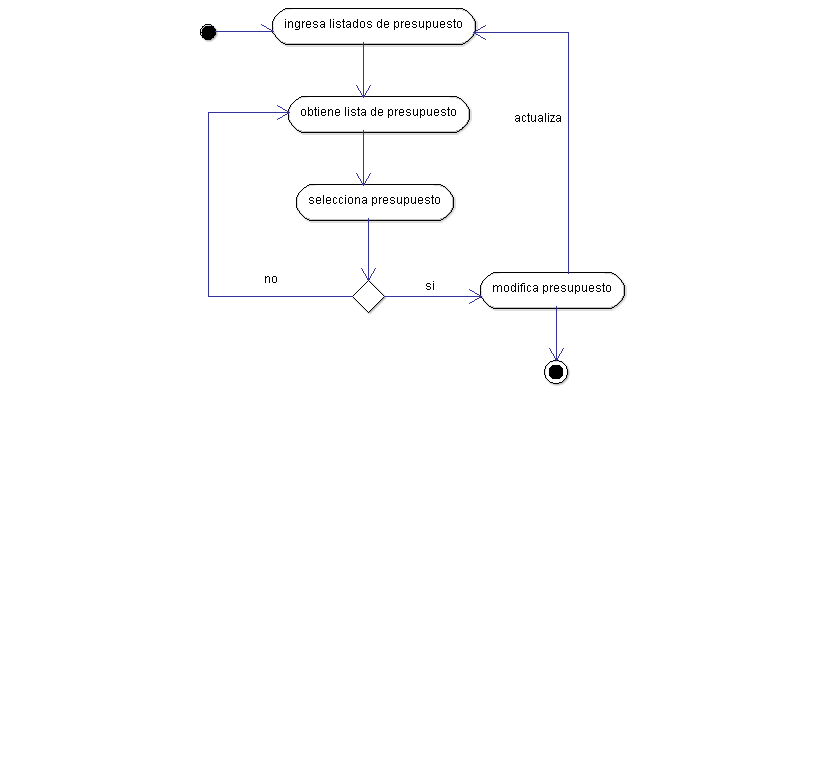 ingresa listados de presupuesto
obtiene lista de presupuesto
actualiza
selecciona presupuesto
no
si
modifica presupuesto